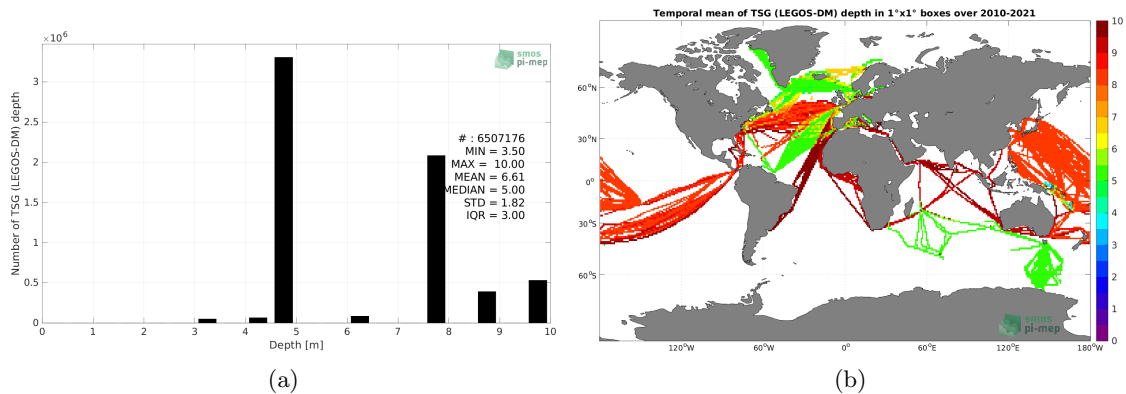 ×10⁶
smos
pi-mep
3.5
3
2.5
2
1.5
1
0.5
0
Number of TSG (LEGOS-DM) depth
# : 6507176
MIN = 3.50
MAX = 10.00
MEAN = 6.61
MEDIAN = 5.00
STD = 1.82
IQR = 3.00
0 1 2 3 4 5 6 7 8 9 10
Depth [m]
(a)
Temporal mean of TSG (LEGOS-DM) depth in 1°x1° boxes over 2010-2021
60°N
30°N
0°
30°S
60°S
120°W 60°W 0° 60°E 120°E 180°W
smos
pi-mep
10
9
8
7
6
5
4
3
2
1
0
(b)